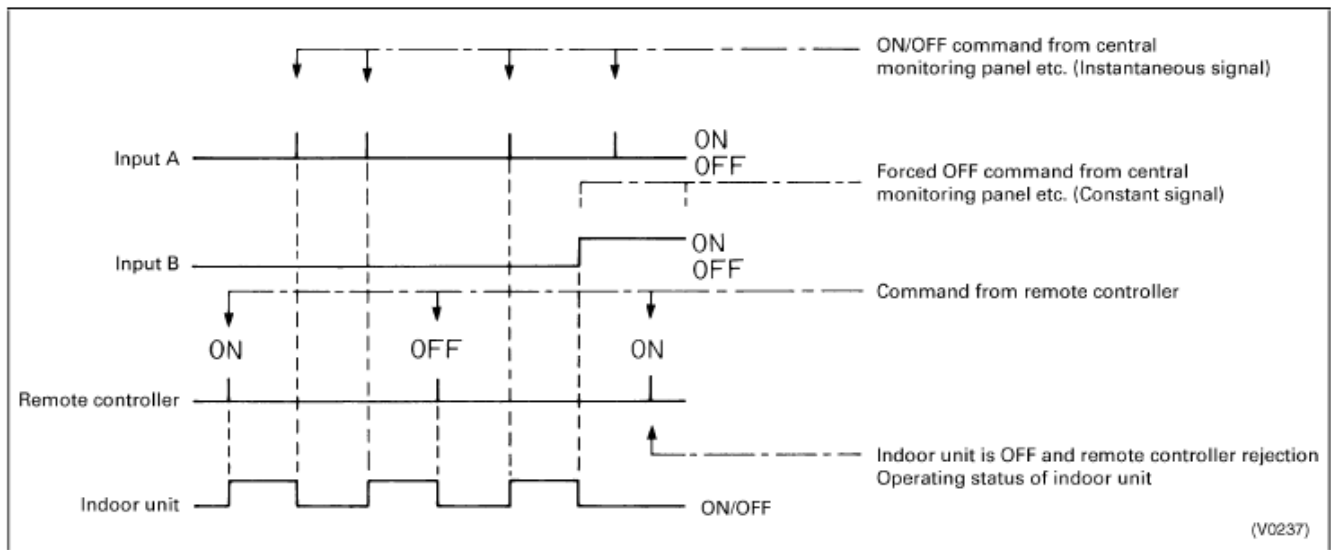 ON/OFF command from central
monitoring panel etc. (Instantaneous signal)
Input A
ON
OFF
Forced OFF command from central
monitoring panel etc. (Constant signal)
Input B
ON
OFF
Command from remote controller
ON
OFF
ON
Remote controller
Indoor unit is OFF and remote controller rejection
Operating status of indoor unit
Indoor unit
ON/OFF
(V0237)